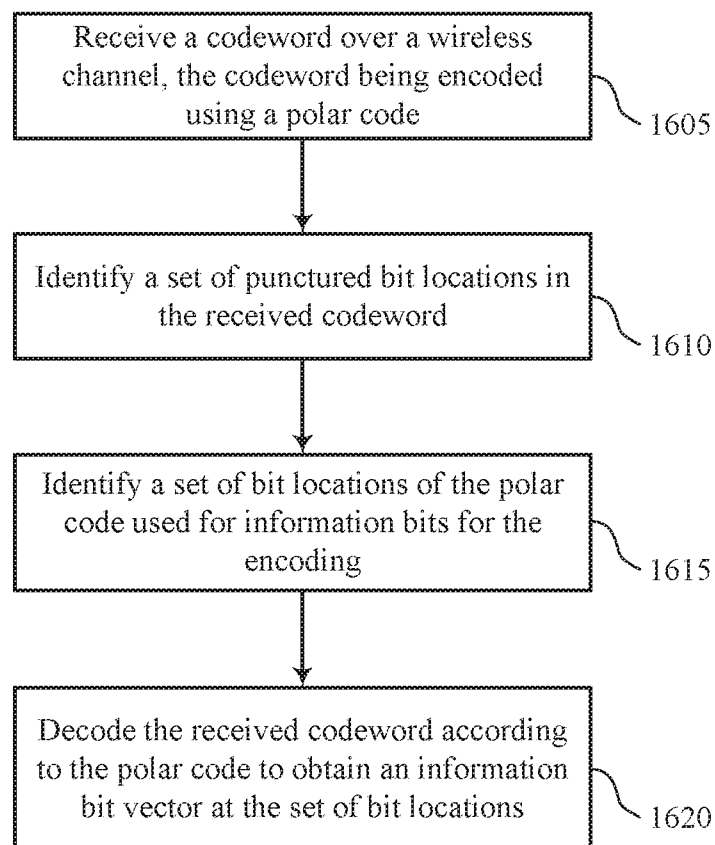 Receive a codeword over a wireless
channel, the codeword being encoded
using a polar code
1605
Identify a set of punctured bit locations in
the received codeword
1610
Identify a set of bit locations of the polar
code used for information bits for the
encoding
1615
Decode the received codeword according
to the polar code to obtain an information
bit vector at the set of bit locations
1620